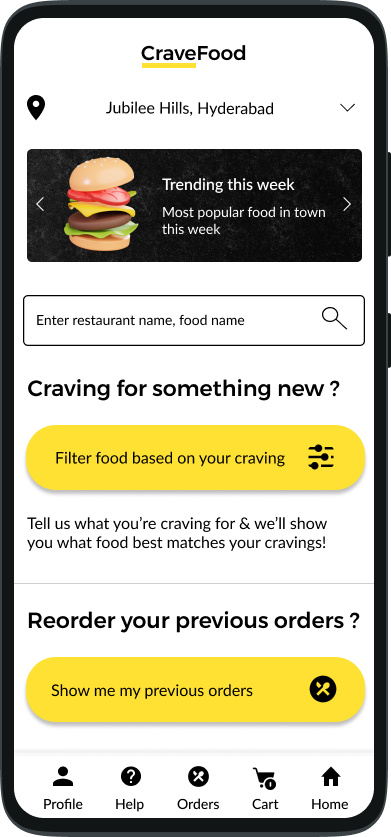 CraveFood
Jubilee Hills, Hyderabad
Trending this week
Most popular food in town
this week
Enter restaurant name, food name
Craving for something new ?
Filter food based on your craving
Tell us what you’re craving for & we’ll show
you what food best matches your cravings!
Reorder your previous orders ?
Show me my previous orders
Profile Help Orders Cart Home